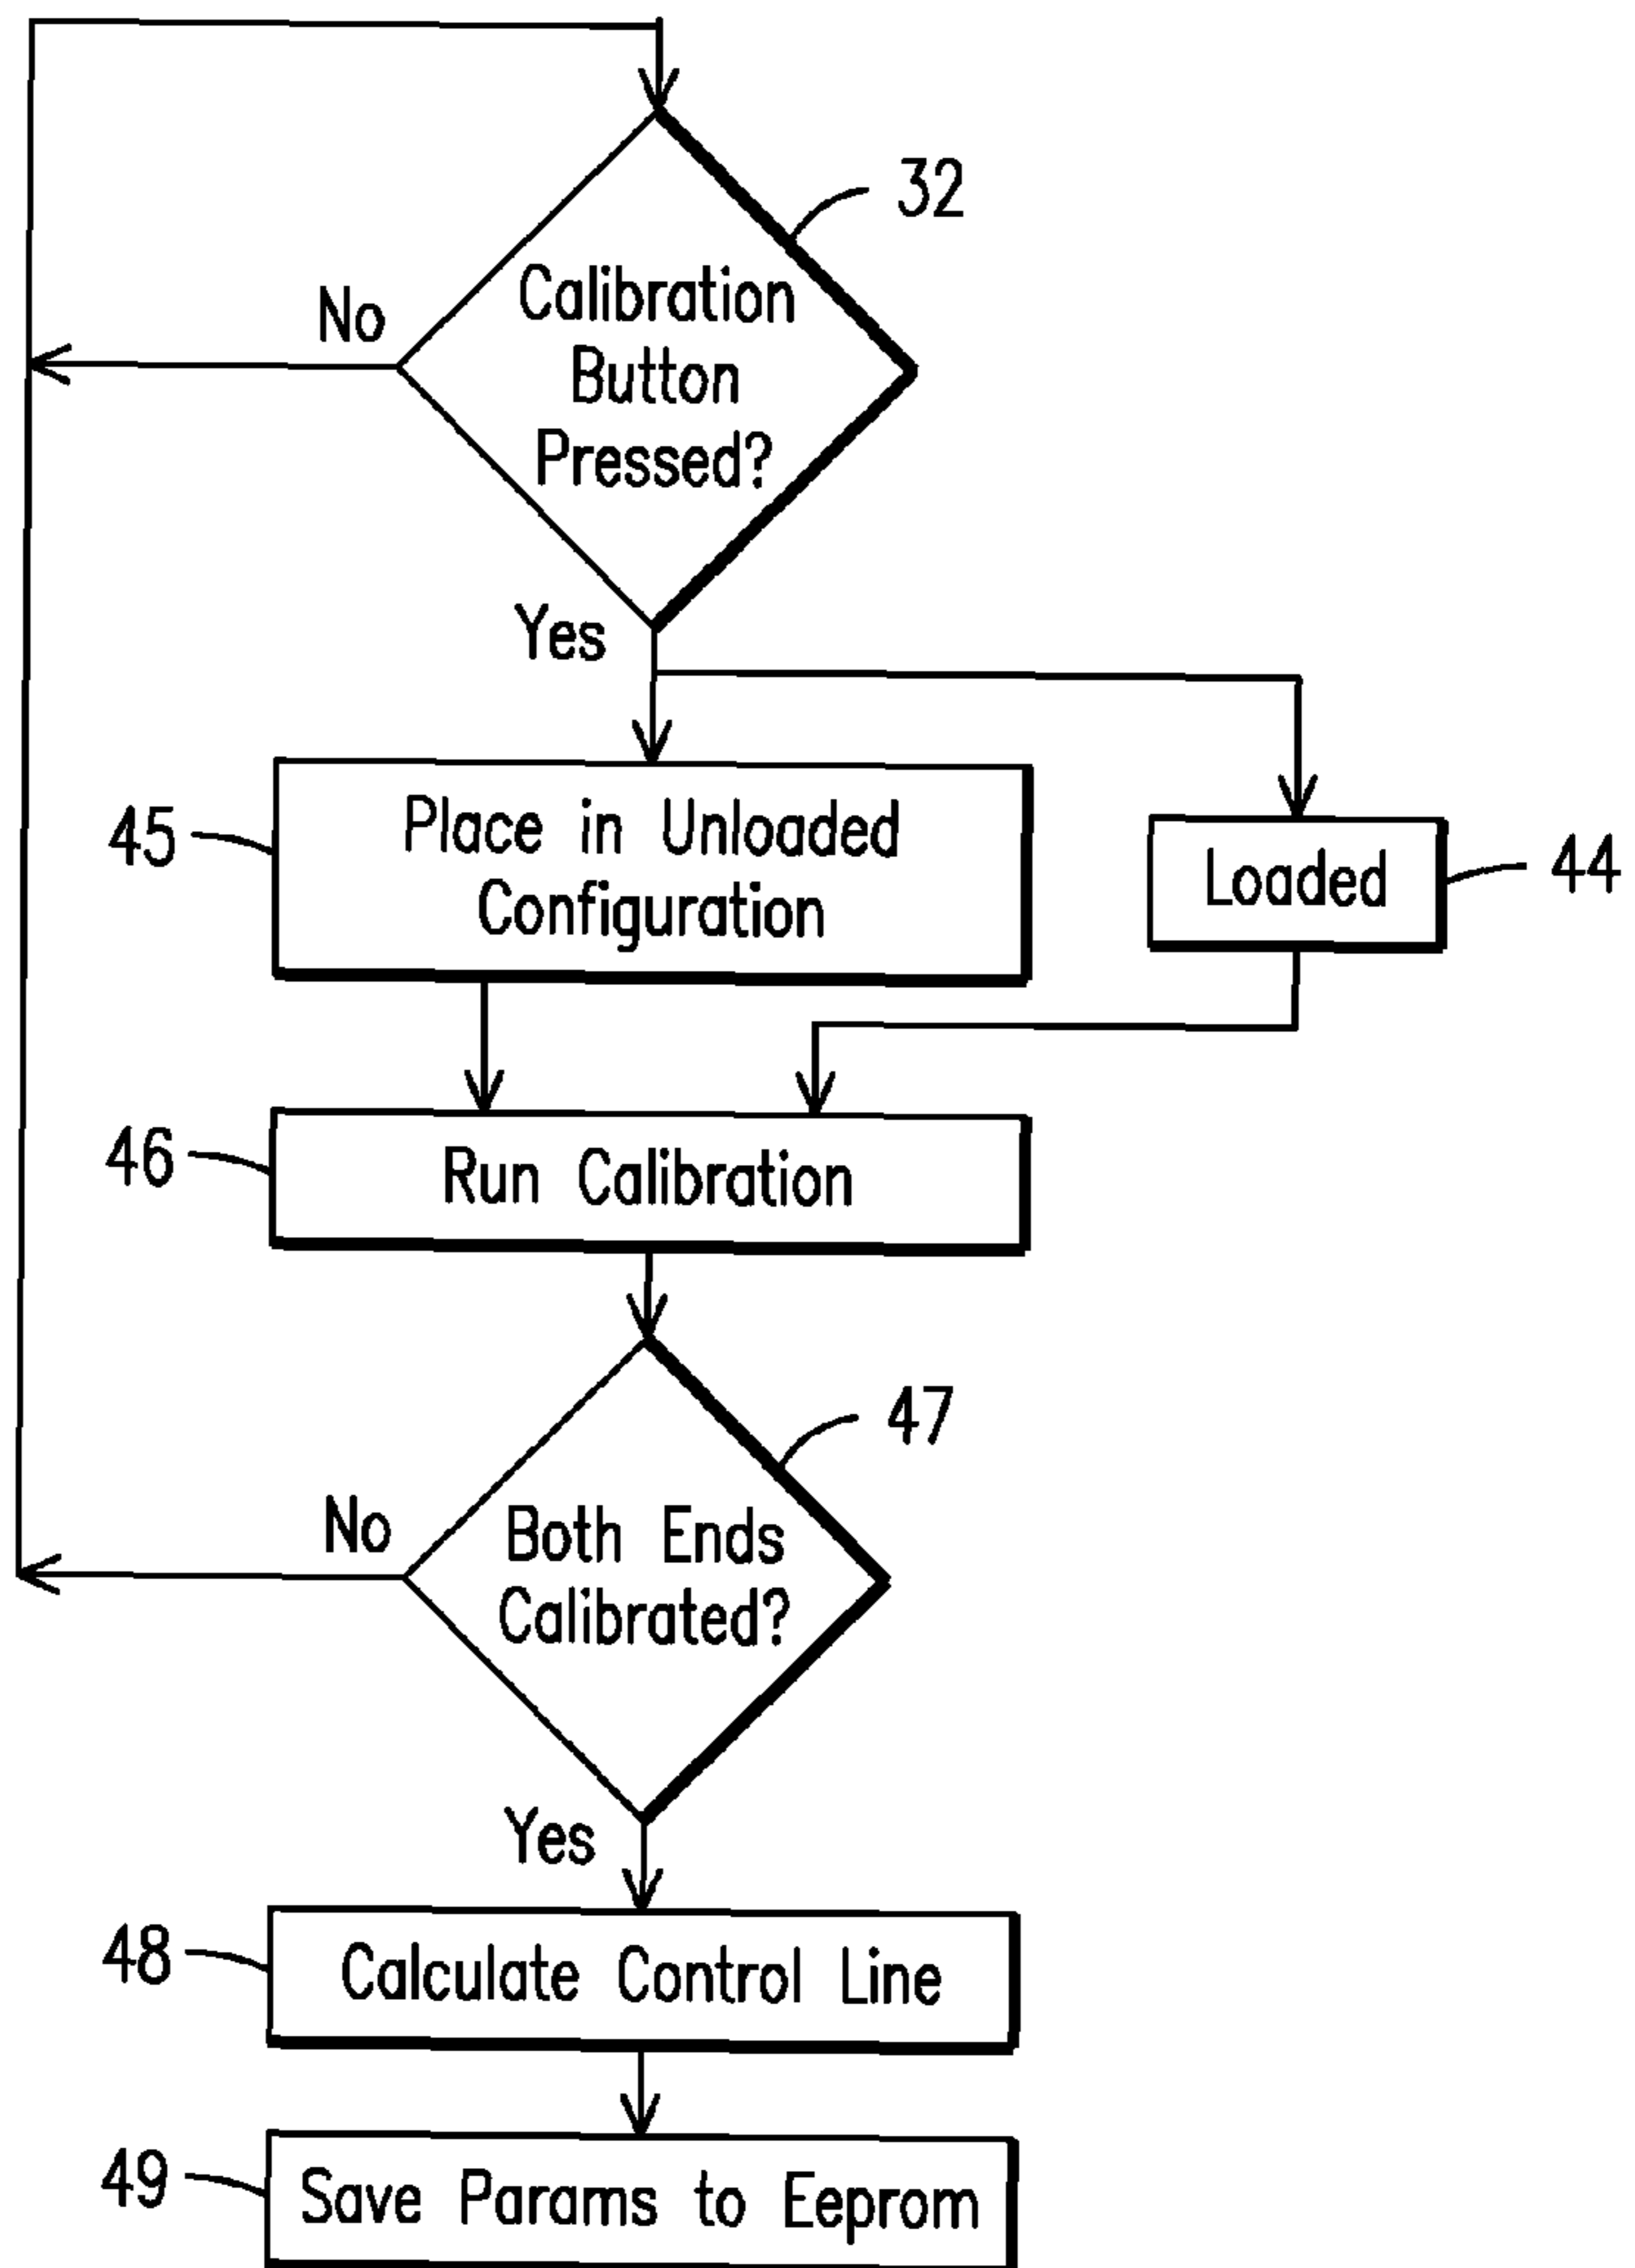 32
Calibration
Button
Pressed?
No
Yes
45
Place in Unloaded
Configuration
Loaded
44
46
Run Calibration
47
Both Ends
Calibrated?
No
Yes
48
Calculate Control Line
49
Save Params to Eeprom